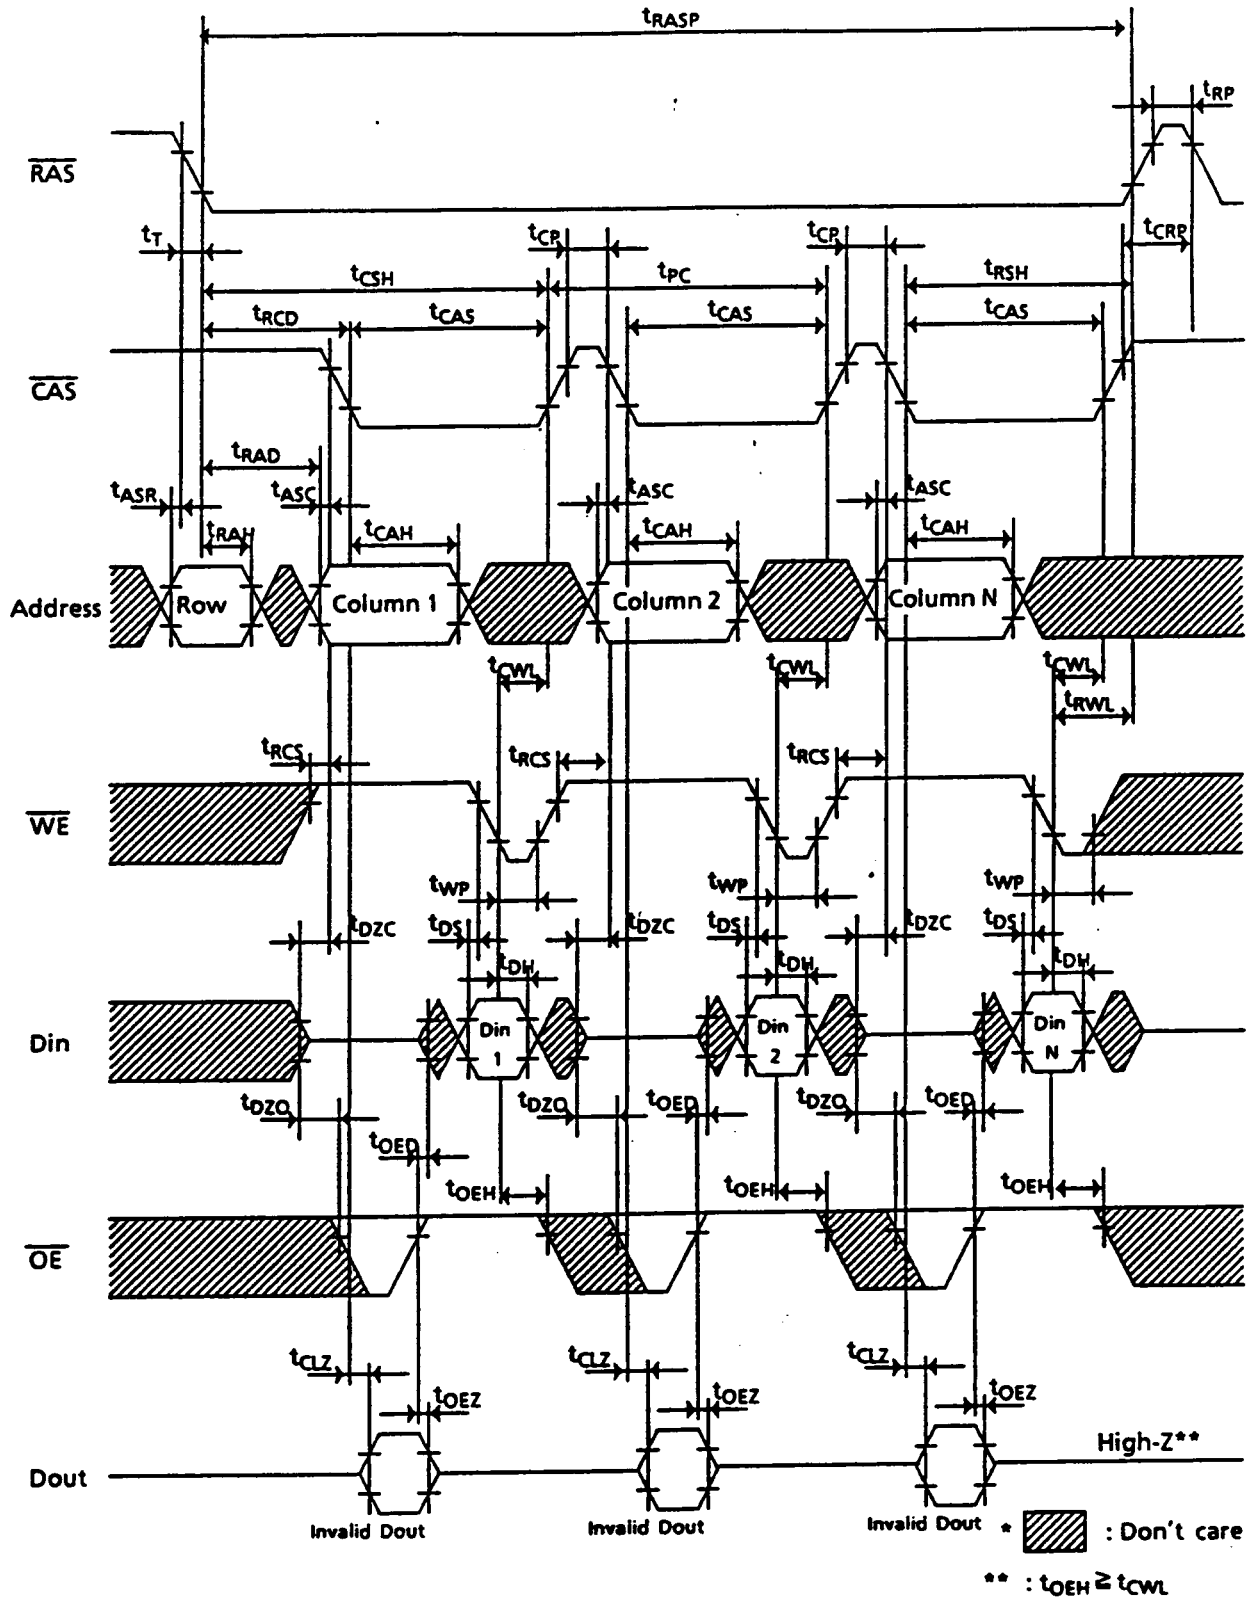 tRASP
tRP
RAS
tT
tCP
tCP
tCRP
tCSH
tPC
tRSH
tRCD
tCAS
tCAS
tCAS
CAS
tRAD
tASR
tASC
tASC
tASC
tRAH
tCAH
tCAH
tCAH
Address
Row
Column 1
Column 2
Column N
tCWL
tCWL
tCWL
tRWL
tRCS
tRCS
tRCS
WE
tWP
tWP
tWP
tDZC
tDS
tDZC
tDS
tDZC
tDS
tDH
tDH
tDH
Din
Din 1
Din 2
Din N
tDZO
tDZO
tOED
tDZO
tOED
tOED
tOEH
tOEH
tOEH
OE
tCLZ
tCLZ
tCLZ
tOEZ
tOEZ
tOEZ
High-Z**
Dout
Invalid Dout
Invalid Dout
Invalid Dout
* : Don't care
** : tOEH ≧ tCWL